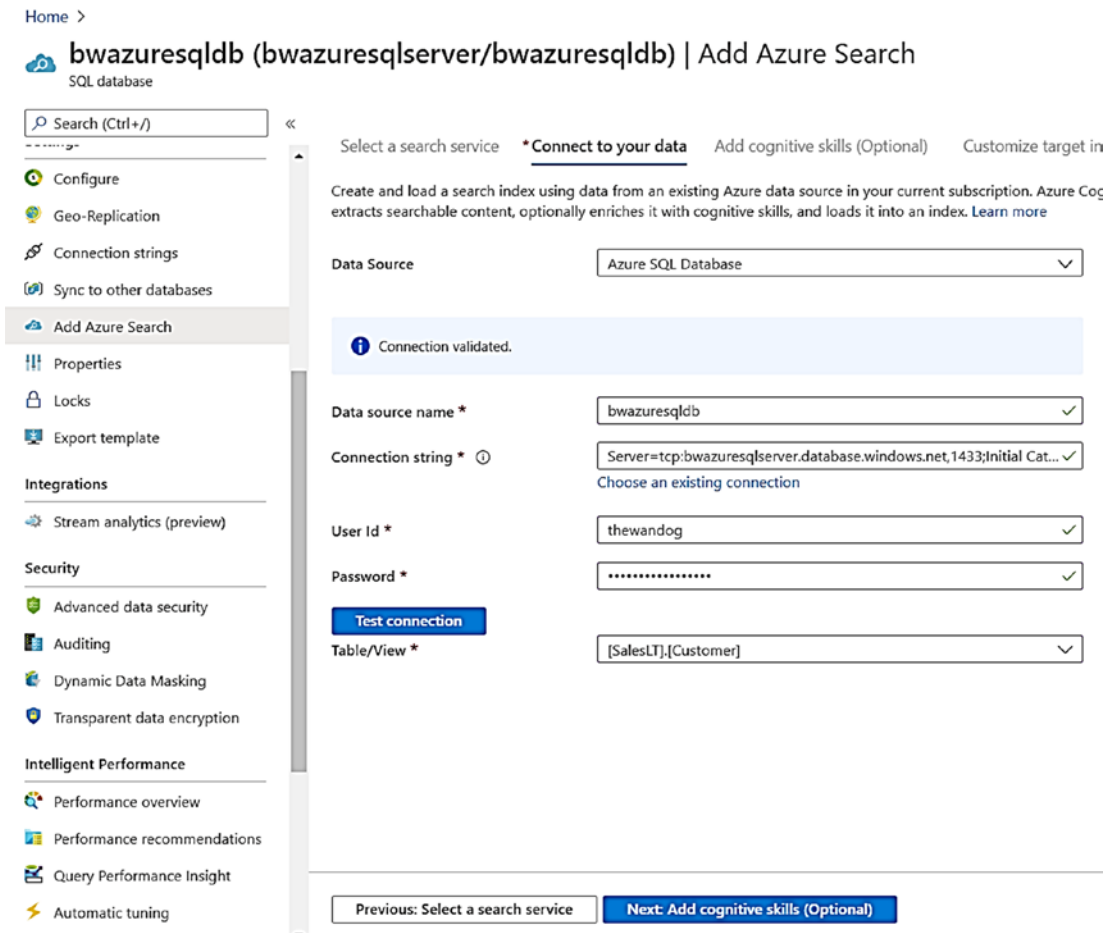 Home >
bwazuresqldb (bwazuresqlserver/bwazuresqldb) | Add Azure Search
SQL database
Search (Ctrl+/)
«
Configure
Geo-Replication
Connection strings
Sync to other databases
Add Azure Search
Properties
Locks
Export template
Integrations
Stream analytics (preview)
Security
Advanced data security
Auditing
Dynamic Data Masking
Transparent data encryption
Intelligent Performance
Performance overview
Performance recommendations
Query Performance Insight
Automatic tuning
Select a search service * Connect to your data Add cognitive skills (Optional) Customize target in
Create and load a search index using data from an existing Azure data source in your current subscription. Azure Cog
extracts searchable content, optionally enriches it with cognitive skills, and loads it into an index. Learn more
Data Source Azure SQL Database
Connection validated.
Data source name * bwazuresqldb
Connection string * Server=tcp:bwazuresqlserver.database.windows.net,1433;Initial Cat...
Choose an existing connection
User Id * thewandog
Password * •••••••••••••••••
Test connection
Table/View * [SalesLT].[Customer]
Previous: Select a search service Next: Add cognitive skills (Optional)